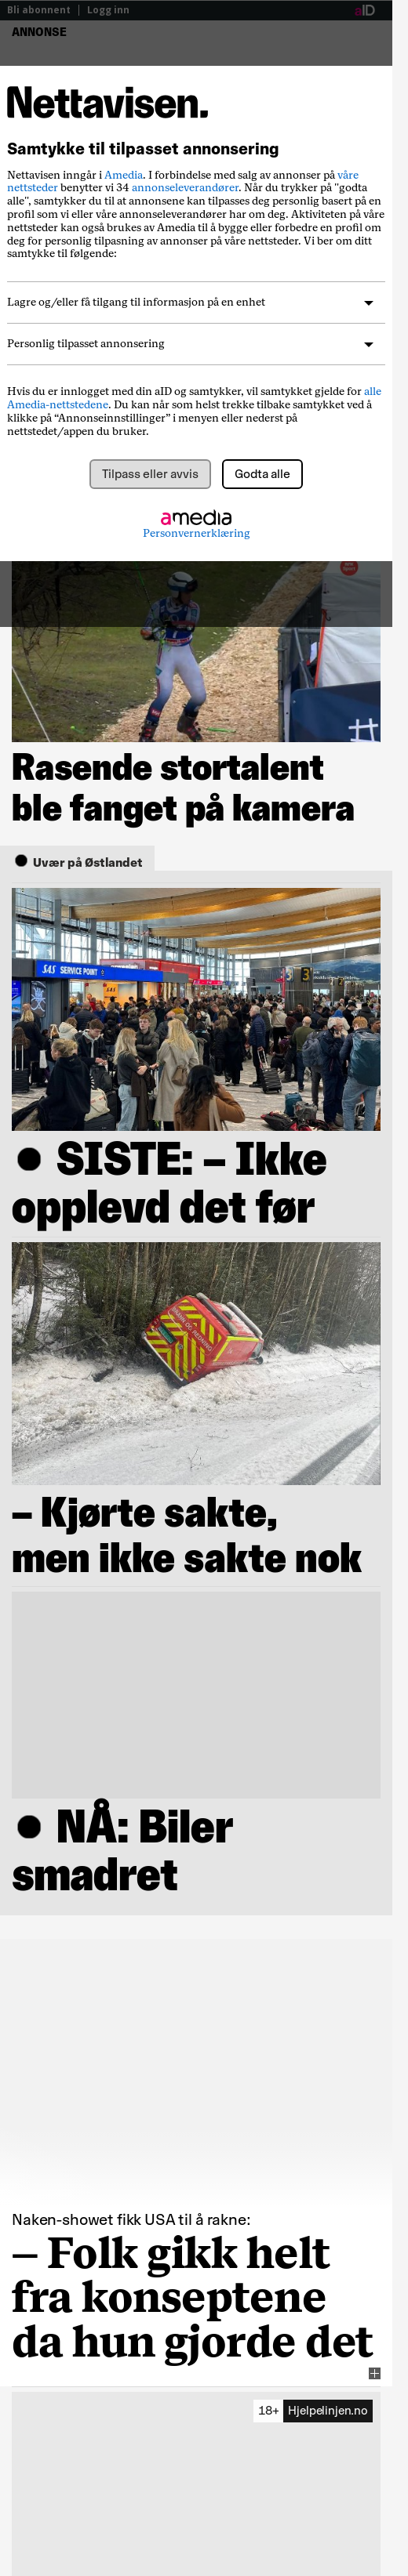 Bli abonnent | Logg inn
aID
ANNONSE
Nettavisen.
Samtykke til tilpasset annonsering
Nettavisen inngår i Amedia. I forbindelse med salg av annonser på våre
nettsteder benytter vi 34 annonseleverandører. Når du trykker på "godta
alle", samtykker du til at annonsene kan tilpasses deg personlig basert på en
profil som vi eller våre annonseleverandører har om deg. Aktiviteten på våre
nettsteder kan også brukes av Amedia til å bygge eller forbedre en profil om
deg for personlig tilpasning av annonser på våre nettsteder. Vi ber om ditt
samtykke til følgende:
Lagre og/eller få tilgang til informasjon på en enhet
Personlig tilpasset annonsering
Hvis du er innlogget med din aID og samtykker, vil samtykket gjelde for alle
Amedia-nettstedene. Du kan når som helst trekke tilbake samtykket ved å
klikke på “Annonseinnstillinger” i menyen eller nederst på
nettstedet/appen du bruker.
Tilpass eller avvis
Godta alle
amedia
Personvernerklæring
Rasende stortalent
ble fanget på kamera
Uvær på Østlandet
SAS SERVICE POINT
SAS
3
SISTE: – Ikke
opplevd det før
– Kjørte sakte,
men ikke sakte nok
NÅ: Biler
smadret
Naken-showet fikk USA til å rakne:
– Folk gikk helt
fra konseptene
da hun gjorde det
18+ Hjelpelinjen.no